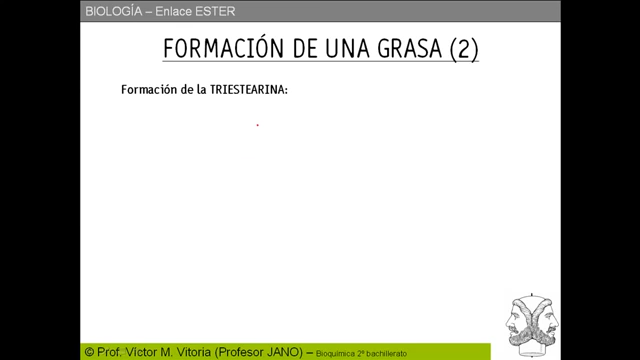 BIOLOGÍA – Enlace ESTER
FORMACIÓN DE UNA GRASA (2)
Formación de la TRIESTEARINA:
© Prof. Víctor M. Vitoria (Profesor JANO) – Bioquímica 2º bachillerato